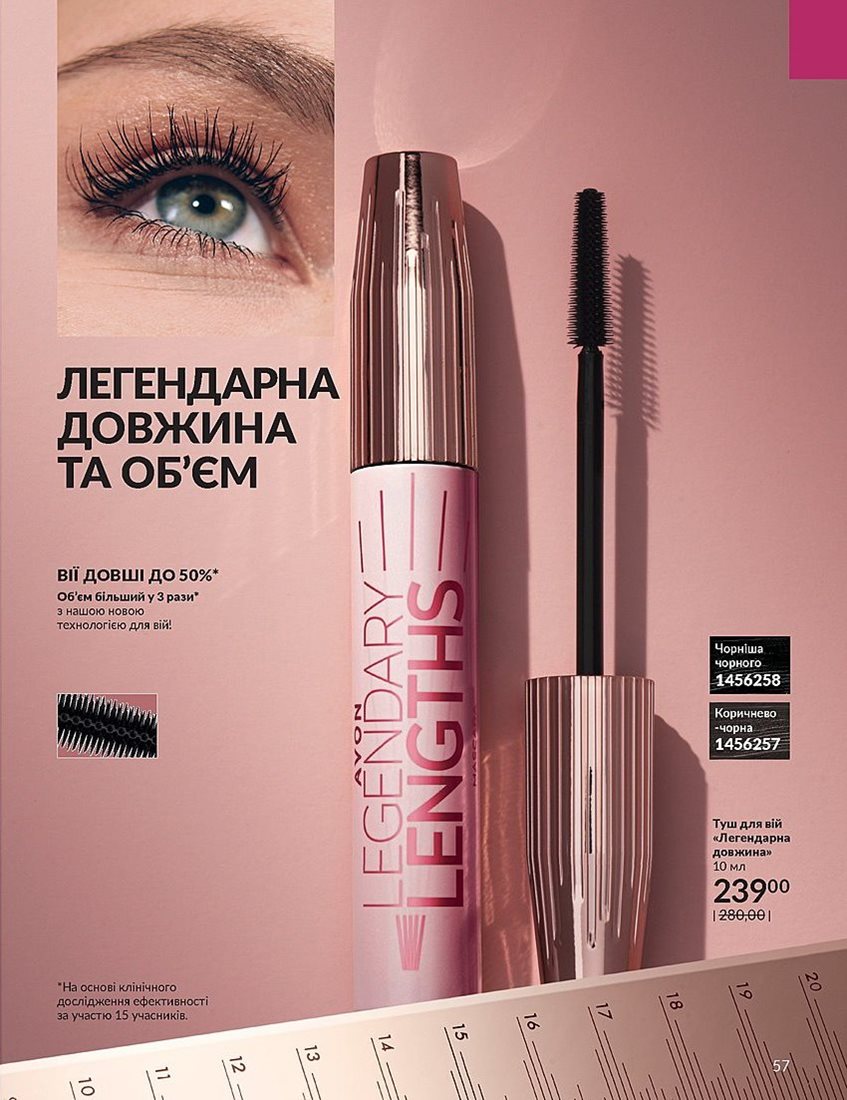 ЛЕГЕНДАРНА
ДОВЖИНА
ТА ОБ’ЄМ
ВІЇ ДОВШІ ДО 50%*
Об’єм більший у 3 рази*
з нашою новою
технологією для вій!
AVON
LEGENDARY
LENGTHS
Чорніша
чорного
1456258
Коричнево
-чорна
1456257
Туш для вій
«Легендарна
довжина»
10 мл
239⁰⁰
|280,00|
*На основі клінічного
дослідження ефективності
за участю 15 учасників.
10 11 12 13 14 15 16 17 18 19 20
57